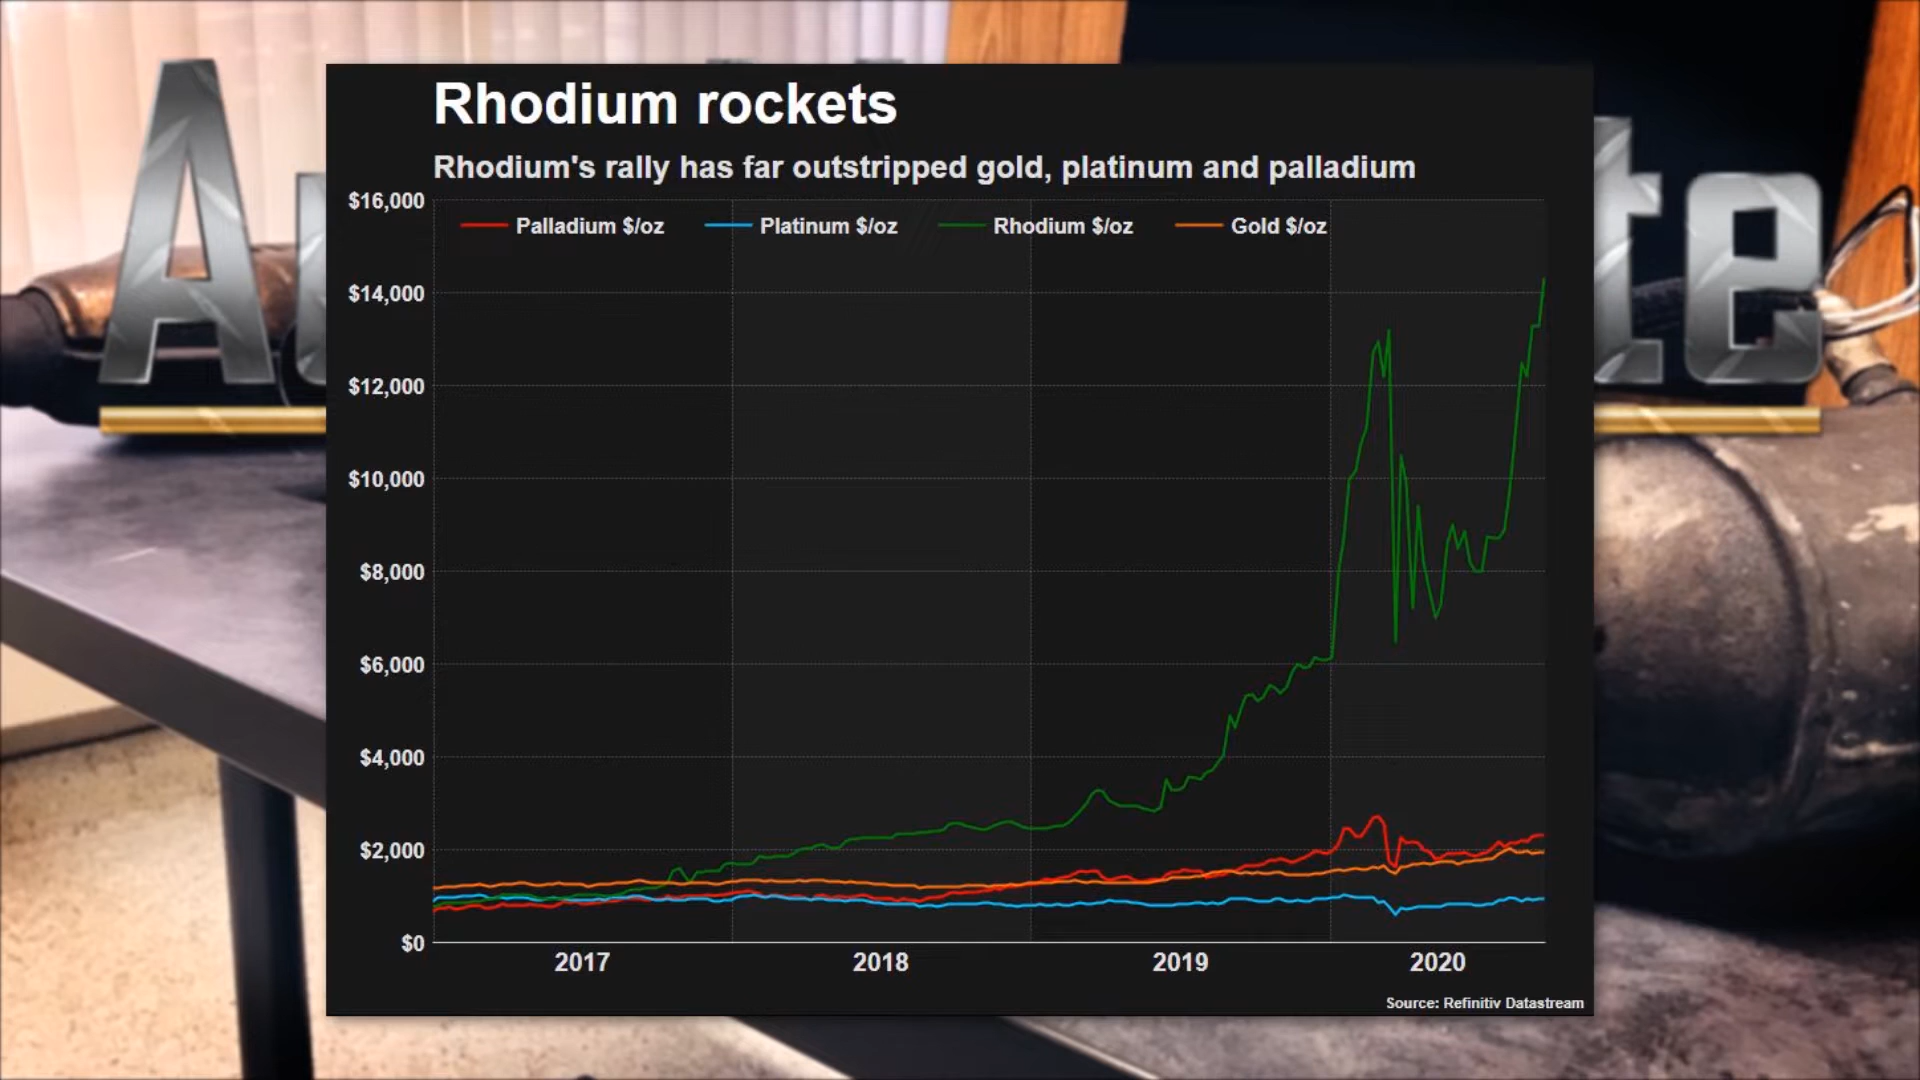 Rhodium rockets
Rhodium's rally has far outstripped gold, platinum and palladium
$16,000
Palladium $/oz Platinum $/oz Rhodium $/oz Gold $/oz
$14,000
$12,000
$10,000
$8,000
$6,000
$4,000
$2,000
$0
2017 2018 2019 2020
Source: Refinitiv Datastream